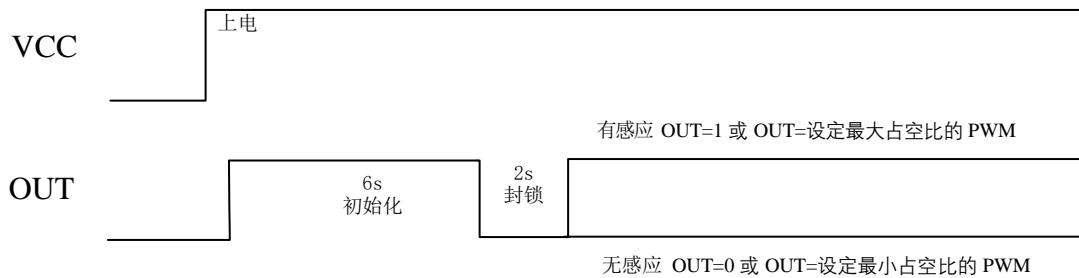 上电
VCC
有感应 OUT=1 或 OUT=设定最大占空比的 PWM
OUT
6s
初始化
2s
封锁
无感应 OUT=0 或 OUT=设定最小占空比的 PWM